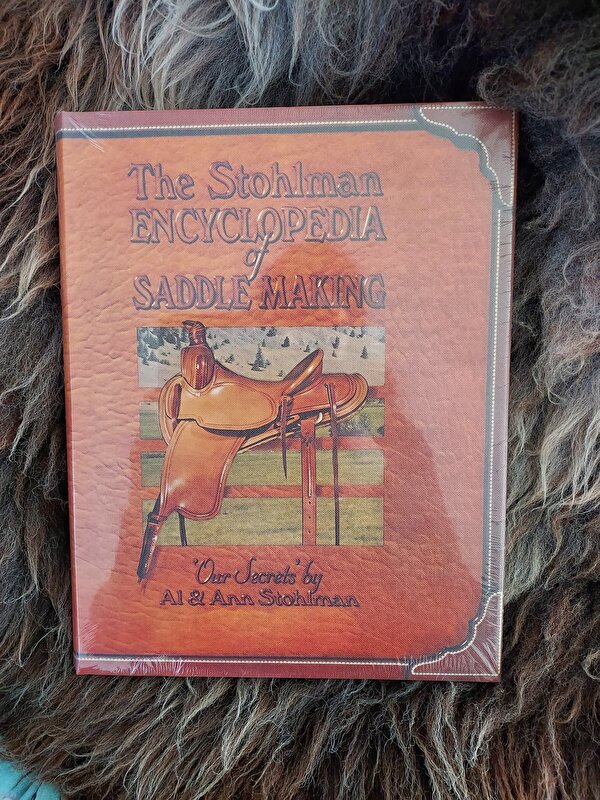 The Stohlman
ENCYCLOPEDIA
of
SADDLE MAKING
"Our Secrets" by
Al & Ann Stohlman